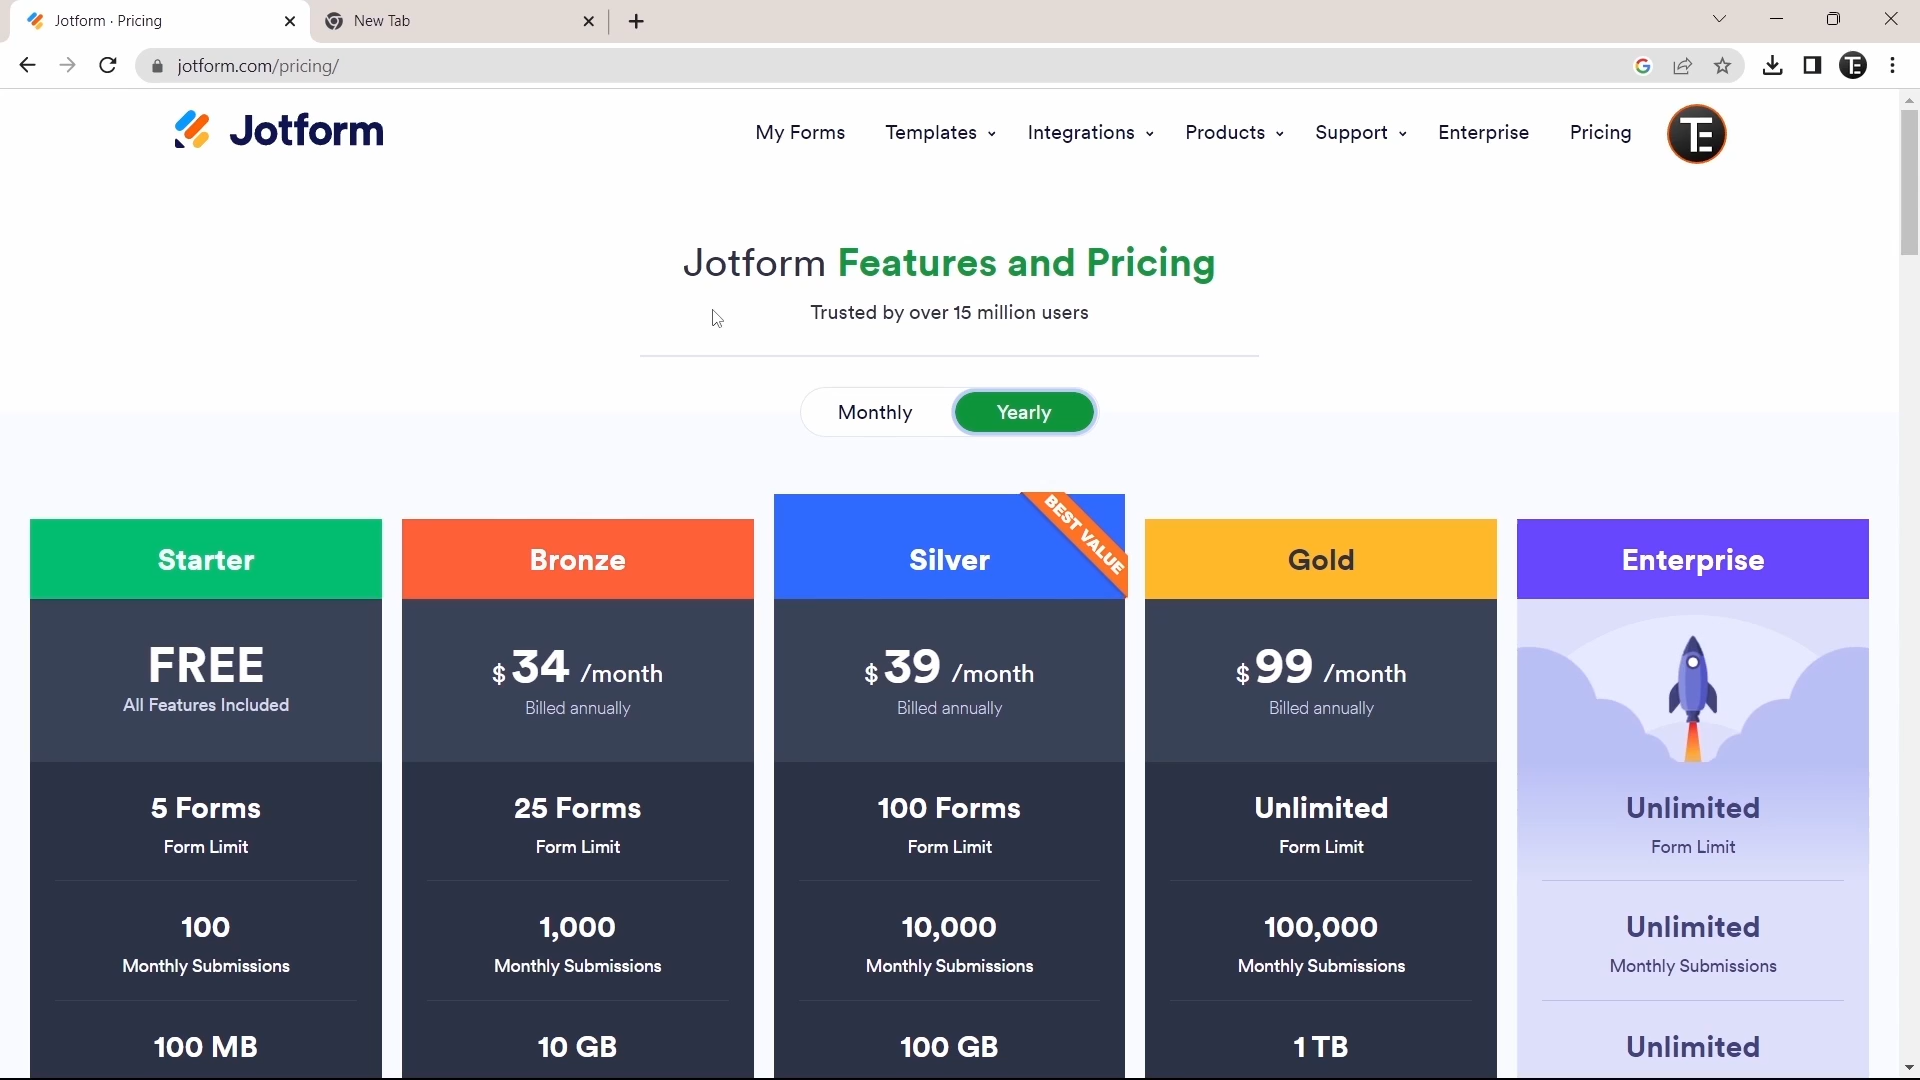 Jotform · Pricing
New Tab
jotform.com/pricing/
Jotform
My Forms
Templates
Integrations
Products
Support
Enterprise
Pricing
TE
Jotform Features and Pricing
Trusted by over 15 million users
Monthly
Yearly
Starter
FREE
All Features Included
5 Forms
Form Limit
100
Monthly Submissions
100 MB
Bronze
$34 /month
Billed annually
25 Forms
Form Limit
1,000
Monthly Submissions
10 GB
Silver
BEST VALUE
$39 /month
Billed annually
100 Forms
Form Limit
10,000
Monthly Submissions
100 GB
Gold
$99 /month
Billed annually
Unlimited
Form Limit
100,000
Monthly Submissions
1 TB
Enterprise
Unlimited
Form Limit
Unlimited
Monthly Submissions
Unlimited